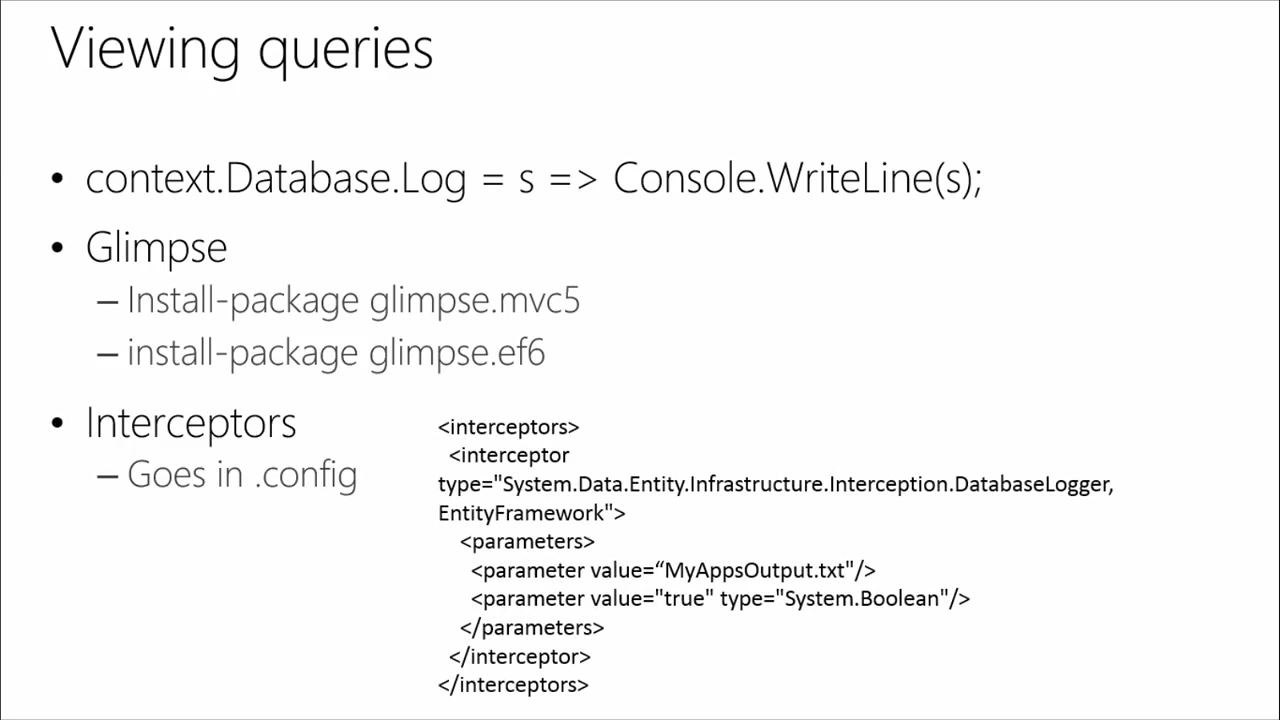 Viewing queries
• context.Database.Log = s => Console.WriteLine(s);
• Glimpse
– Install-package glimpse.mvc5
– install-package glimpse.ef6
• Interceptors
– Goes in .config
<interceptors>
<interceptor
type="System.Data.Entity.Infrastructure.Interception.DatabaseLogger,
EntityFramework">
<parameters>
<parameter value=“MyAppsOutput.txt"/>
<parameter value="true" type="System.Boolean"/>
</parameters>
</interceptor>
</interceptors>